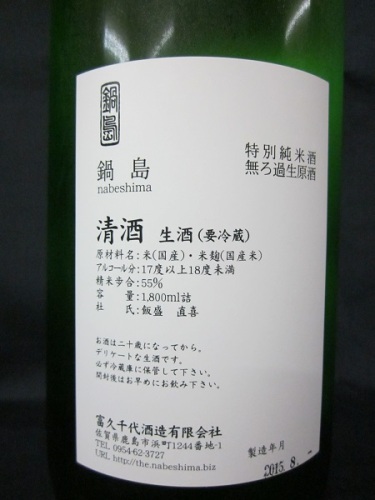 鍋島
鍋島
nabeshima
特別純米酒
無ろ過生原酒
清酒 生酒(要冷蔵)
原材料名:米(国産)・米麹(国産米)
アルコール分:17度以上18度未満
精米歩合:55%
容量:1,800ml詰
杜氏:飯盛 直喜
お酒は二十歳になってから。
デリケートな生酒です。
必ず冷蔵庫に保管して下さい。
開封後はお早めにお飲み下さい。
富久千代酒造有限会社
佐賀県鹿島市浜町1244番地-1
TEL 0954-62-3727
URL http://the.nabeshima.biz
製造年月
2015. 8. -